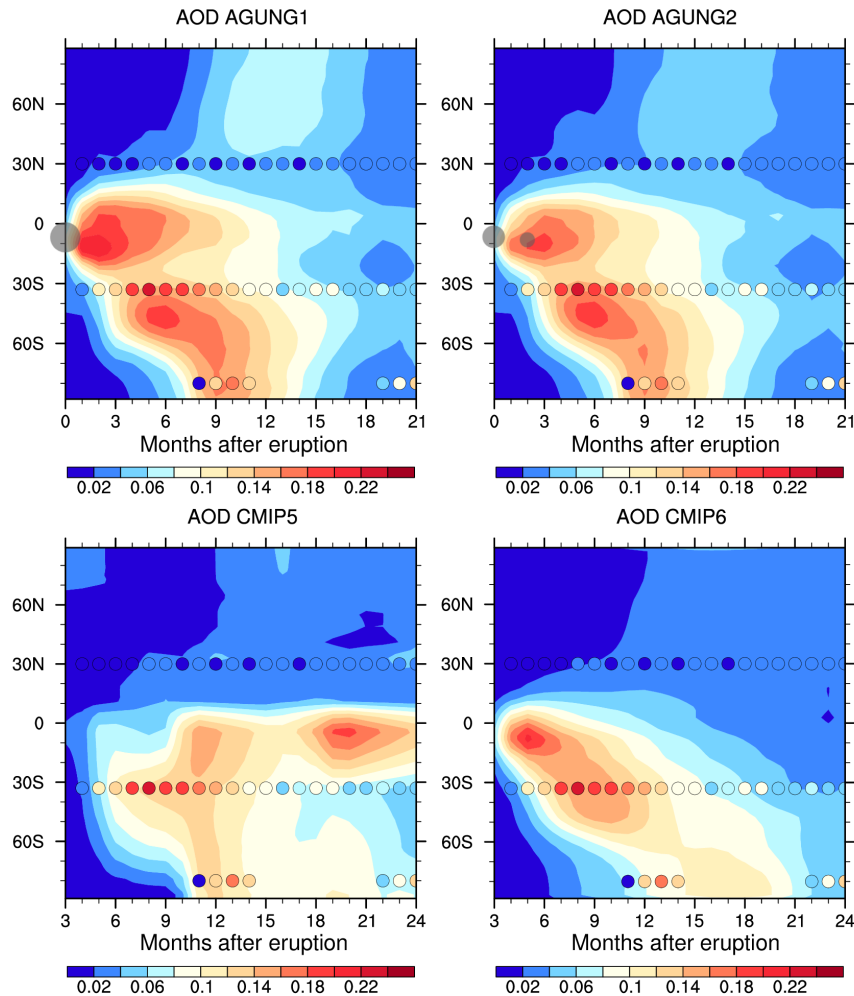 AOD AGUNG1
AOD AGUNG2
60N
30N
0
30S
60S
0 3 6 9 12 15 18 21
Months after eruption
0.02 0.06 0.1 0.14 0.18 0.22
60N
30N
0
30S
60S
0 3 6 9 12 15 18 21
Months after eruption
0.02 0.06 0.1 0.14 0.18 0.22
AOD CMIP5
AOD CMIP6
60N
30N
0
30S
60S
3 6 9 12 15 18 21 24
Months after eruption
0.02 0.06 0.1 0.14 0.18 0.22
60N
30N
0
30S
60S
3 6 9 12 15 18 21 24
Months after eruption
0.02 0.06 0.1 0.14 0.18 0.22